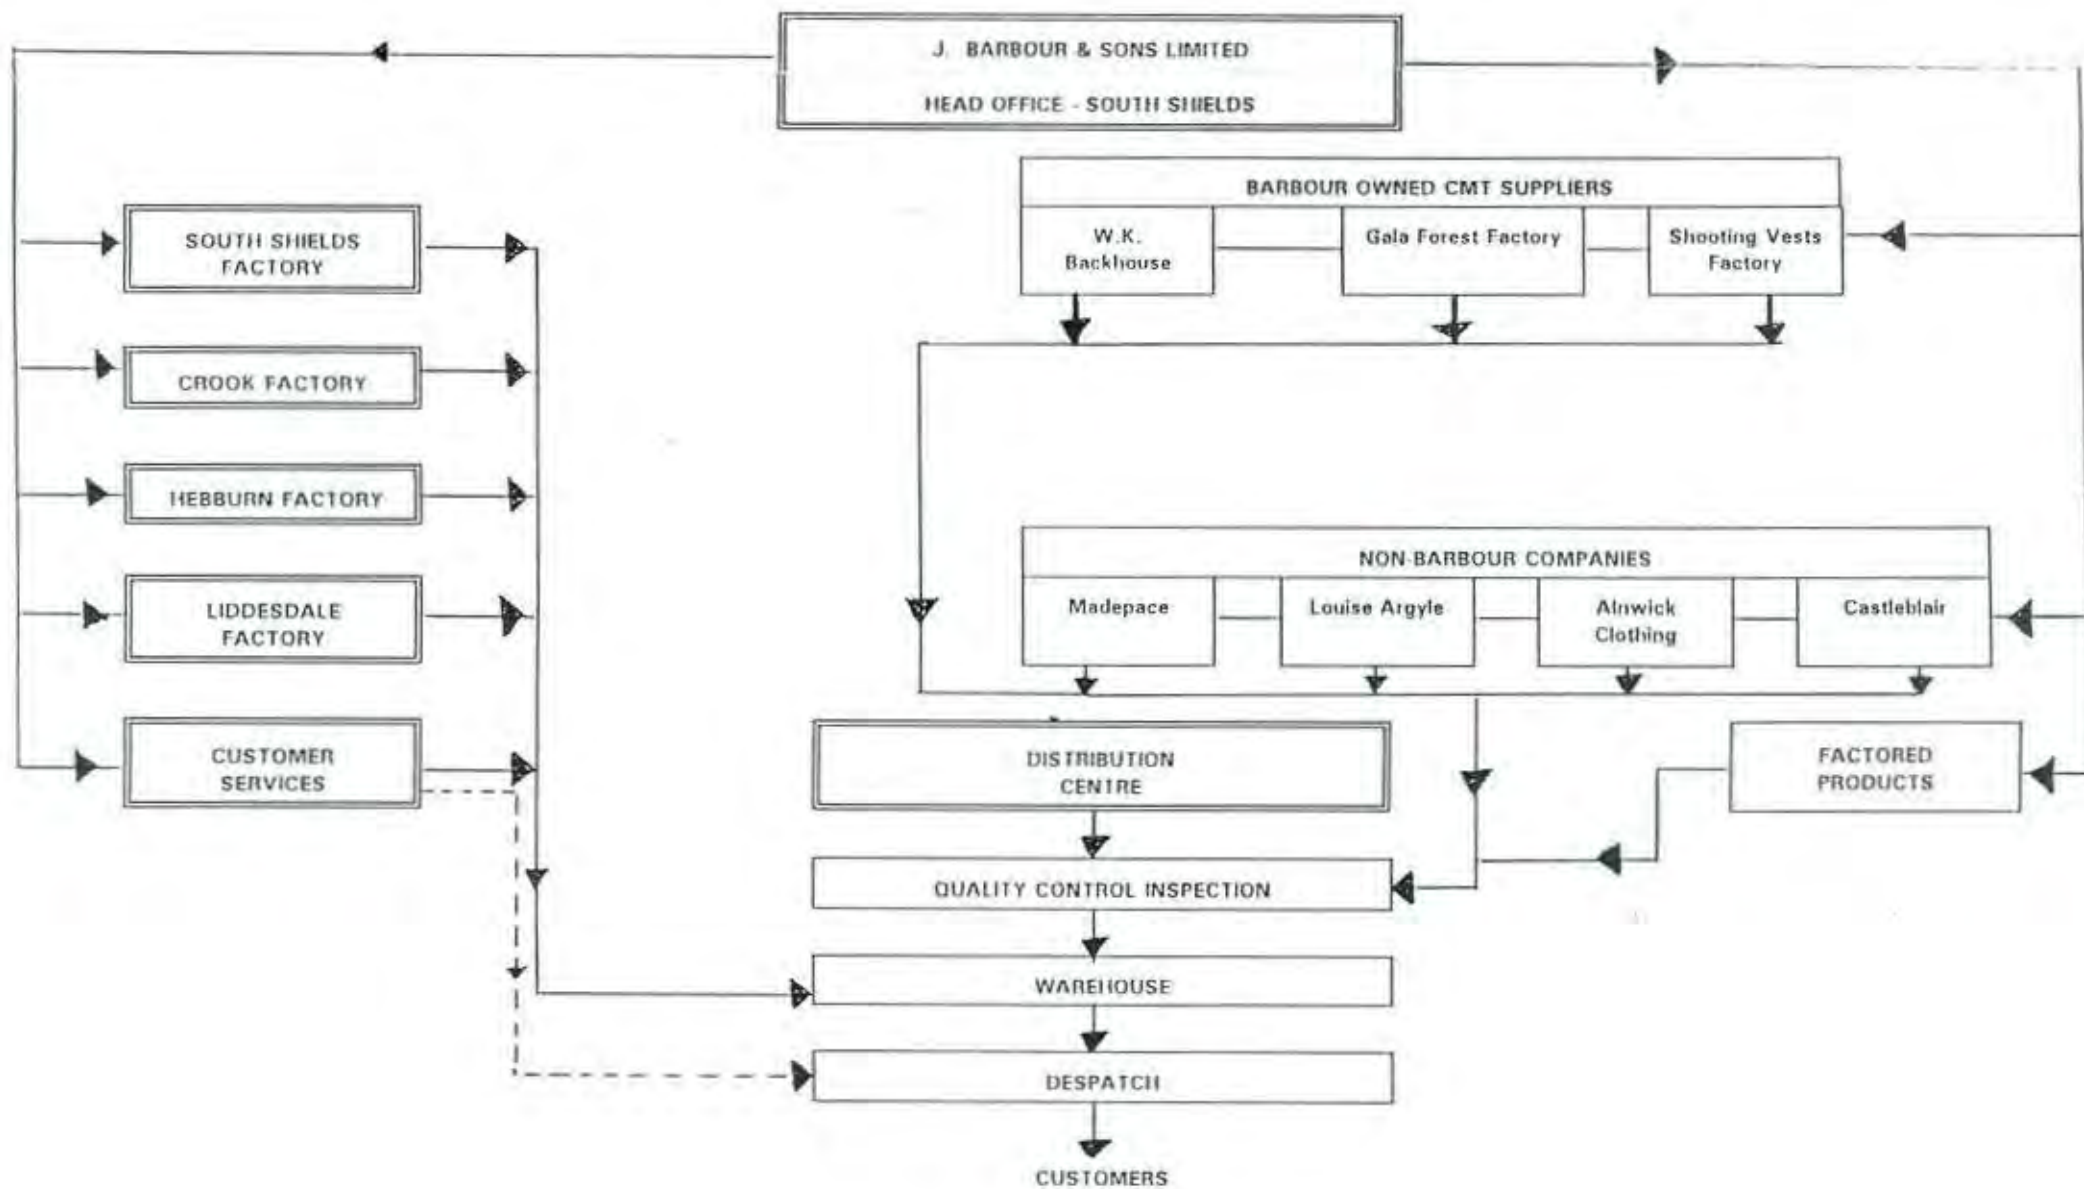 J. BARBOUR & SONS LIMITED
HEAD OFFICE - SOUTH SHIELDS
BARBOUR OWNED CMT SUPPLIERS
W.K.
Backhouse
Gala Forest Factory
Shooting Vests
Factory
SOUTH SHIELDS
FACTORY
CROOK FACTORY
HEBBURN FACTORY
LIDDESDALE
FACTORY
CUSTOMER
SERVICES
NON-BARBOUR COMPANIES
Madepace
Louise Argyle
Alnwick
Clothing
Castleblair
DISTRIBUTION
CENTRE
FACTORED
PRODUCTS
QUALITY CONTROL INSPECTION
WAREHOUSE
DESPATCH
CUSTOMERS